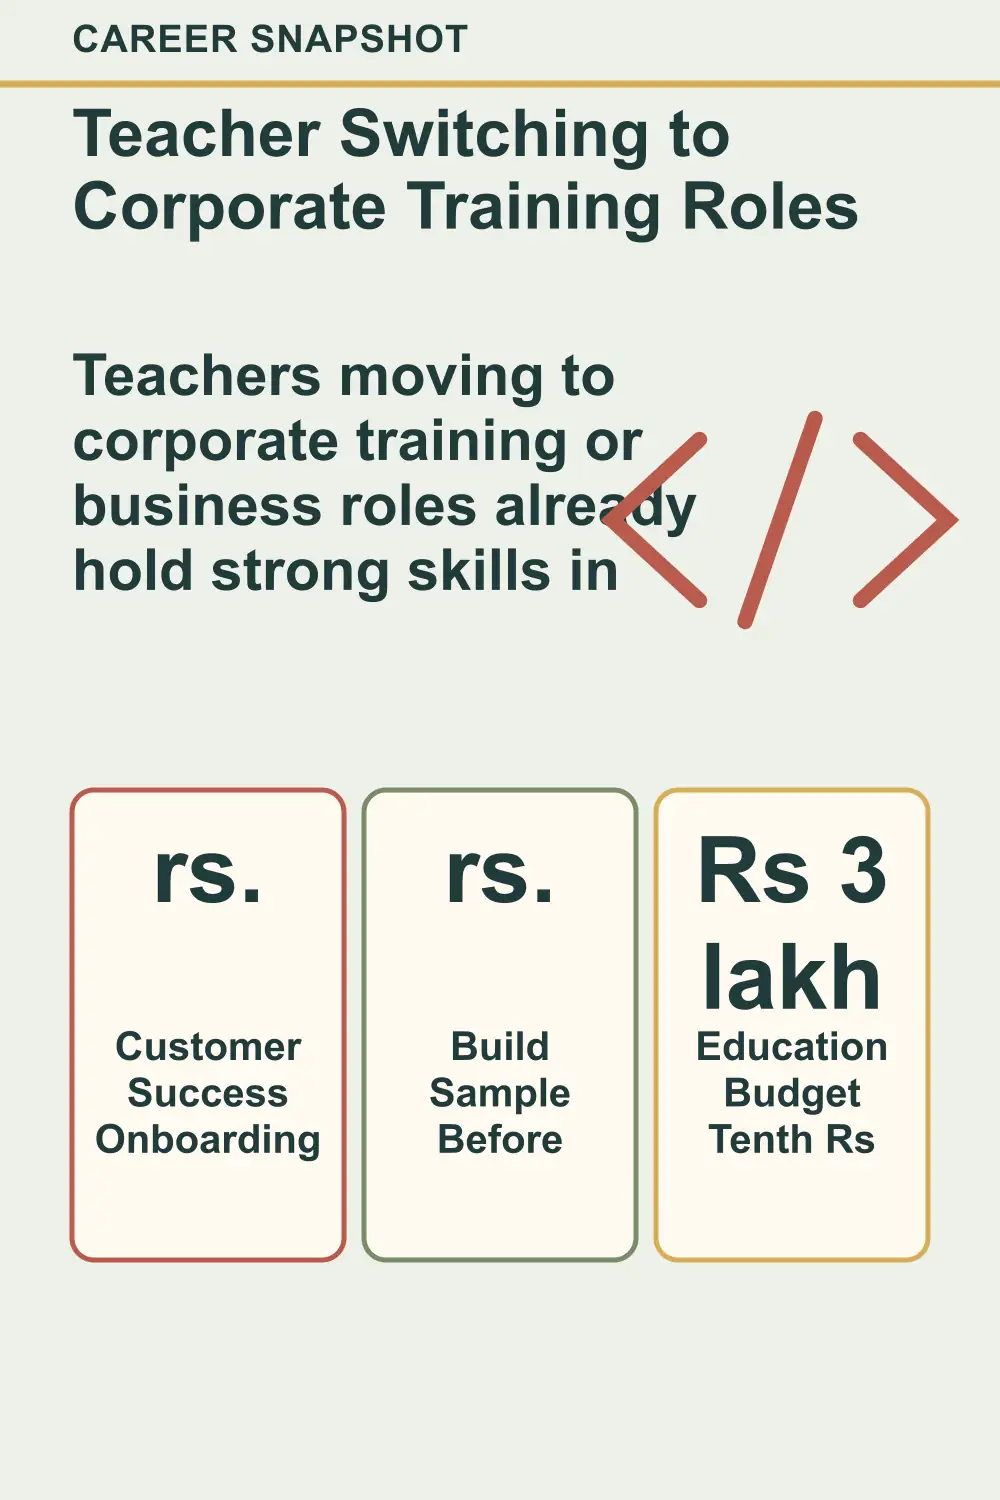 CAREER SNAPSHOT
Teacher Switching to
Corporate Training Roles
Teachers moving to
corporate training or
business roles already
hold strong skills in
rs.
Customer
Success
Onboarding
rs.
Build
Sample
Before
Rs 3
lakh
Education
Budget
Tenth Rs